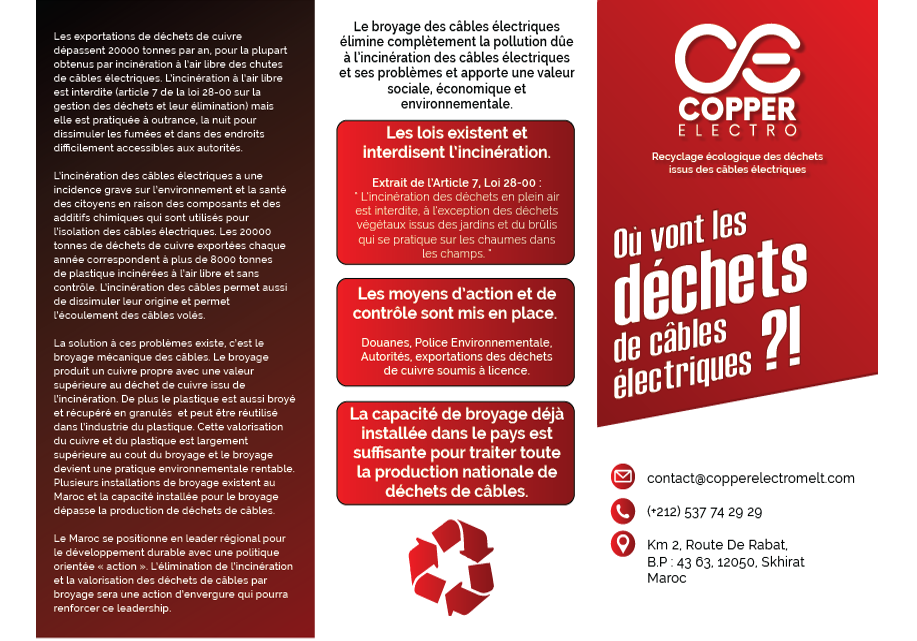 Les exportations de déchets de cuivre
dépassent 20000 tonnes par an, pour la plupart
obtenus par incinération à l'air libre des chutes
de câbles électriques. L'incinération à l'air libre
est interdite (article 7 de la loi 28-00 sur la
gestion des déchets et leur élimination) mais
elle est pratiquée à outrance, la nuit pour
dissimuler les fumées et dans des endroits
difficilement accessibles aux autorités.
L'incinération des câbles électriques a une
incidence grave sur l'environnement et la santé
des citoyens en raison des composants et des
additifs chimiques qui sont utilisés pour
l'isolation des câbles électriques. Les 20000
tonnes de déchets de cuivre exportées chaque
année correspondent à plus de 8000 tonnes
de plastique incinérées à l'air libre et sans
contrôle. L'incinération des câbles permet aussi
de dissimuler leur origine et permet
l'écoulement des câbles volés.
La solution à ces problèmes existe, c'est le
broyage mécanique des câbles. Le broyage
produit un cuivre propre avec une valeur
supérieure au déchet de cuivre issu de
l'incinération. De plus le plastique est aussi broyé
et récupéré en granulés et peut être réutilisé
dans l'industrie du plastique. Cette valorisation
du cuivre et du plastique est largement
supérieure au cout du broyage et le broyage
devient une pratique environnementale rentable.
Plusieurs installations de broyage existent au
Maroc et la capacité installée pour le broyage
dépasse la production de déchets de câbles.
Le Maroc se positionne en leader régional pour
le développement durable avec une politique
orientée « action ». L'élimination de l'incinération
et la valorisation des déchets de câbles par
broyage sera une action d'envergure qui pourra
renforcer ce leadership.
Le broyage des câbles électriques
élimine complètement la pollution dûe
à l'incinération des câbles électriques
et ses problèmes et apporte une valeur
sociale, économique et
environnementale.
Les lois existent et
interdisent l'incinération.
Extrait de l'Article 7, Loi 28-00 :
" L'incinération des déchets en plein air
est interdite, à l'exception des déchets
végétaux issus des jardins et du brûlis
qui se pratique sur les chaumes dans
les champs. "
Les moyens d'action et de
contrôle sont mis en place.
Douanes, Police Environnementale,
Autorités, exportations des déchets
de cuivre soumis à licence.
La capacité de broyage déjà
installée dans le pays est
suffisante pour traiter toute
la production nationale de
déchets de câbles.
COPPER
ELECTRO
Recyclage écologique des déchets
issus des câbles électriques
Où vont les
déchets
de câbles
électriques ?!
contact@copperelectromelt.com
(+212) 537 74 29 29
Km 2, Route De Rabat,
B.P : 43 63, 12050, Skhirat
Maroc